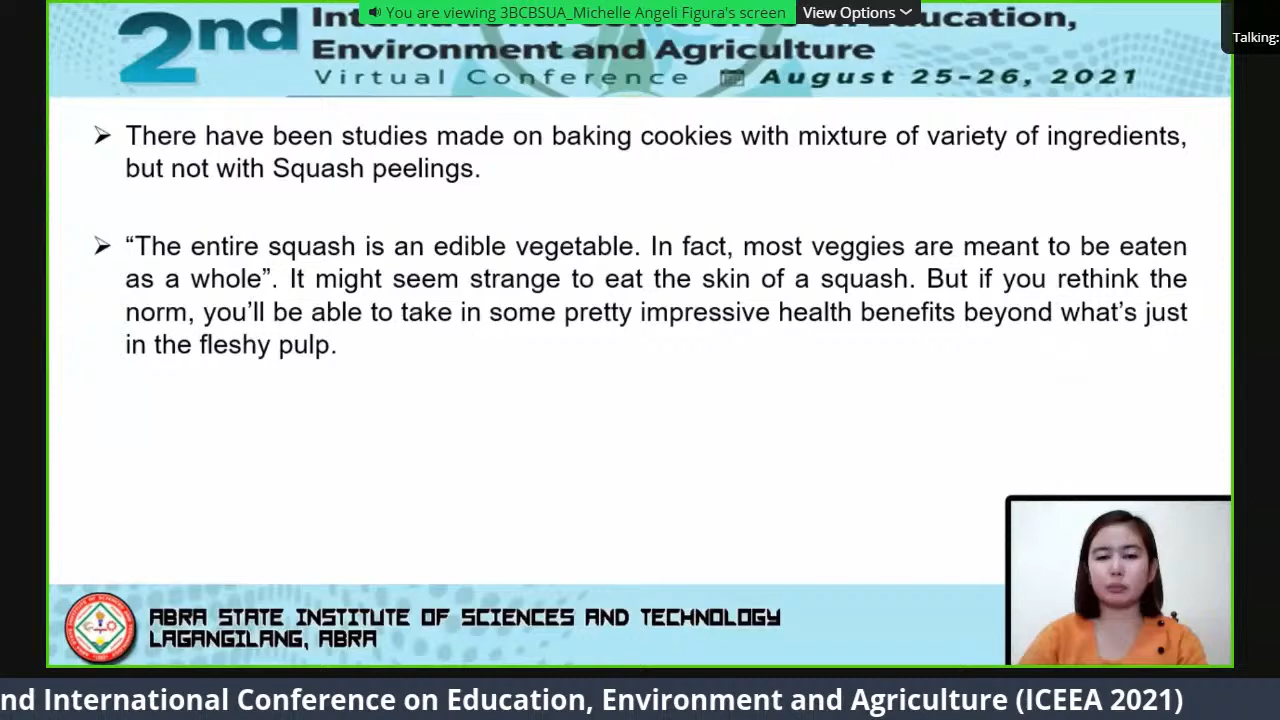 You are viewing 3BCBSUA_Michelle Angeli Figura's screen
View Options
Talking:
2nd
Education,
Environment and Agriculture
Virtual Conference
August 25-26, 2021
There have been studies made on baking cookies with mixture of variety of ingredients,
but not with Squash peelings.
“The entire squash is an edible vegetable. In fact, most veggies are meant to be eaten
as a whole”. It might seem strange to eat the skin of a squash. But if you rethink the
norm, you’ll be able to take in some pretty impressive health benefits beyond what’s just
in the fleshy pulp.
ABRA STATE INSTITUTE OF SCIENCES AND TECHNOLOGY
LAGANGILANG, ABRA
nd International Conference on Education, Environment and Agriculture (ICEEA 2021)